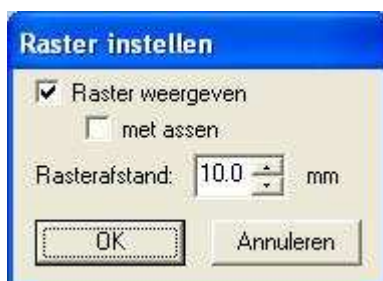 Raster instellen
Raster weergeven
met assen
Rasterafstand: 10.0 mm
OK Annuleren